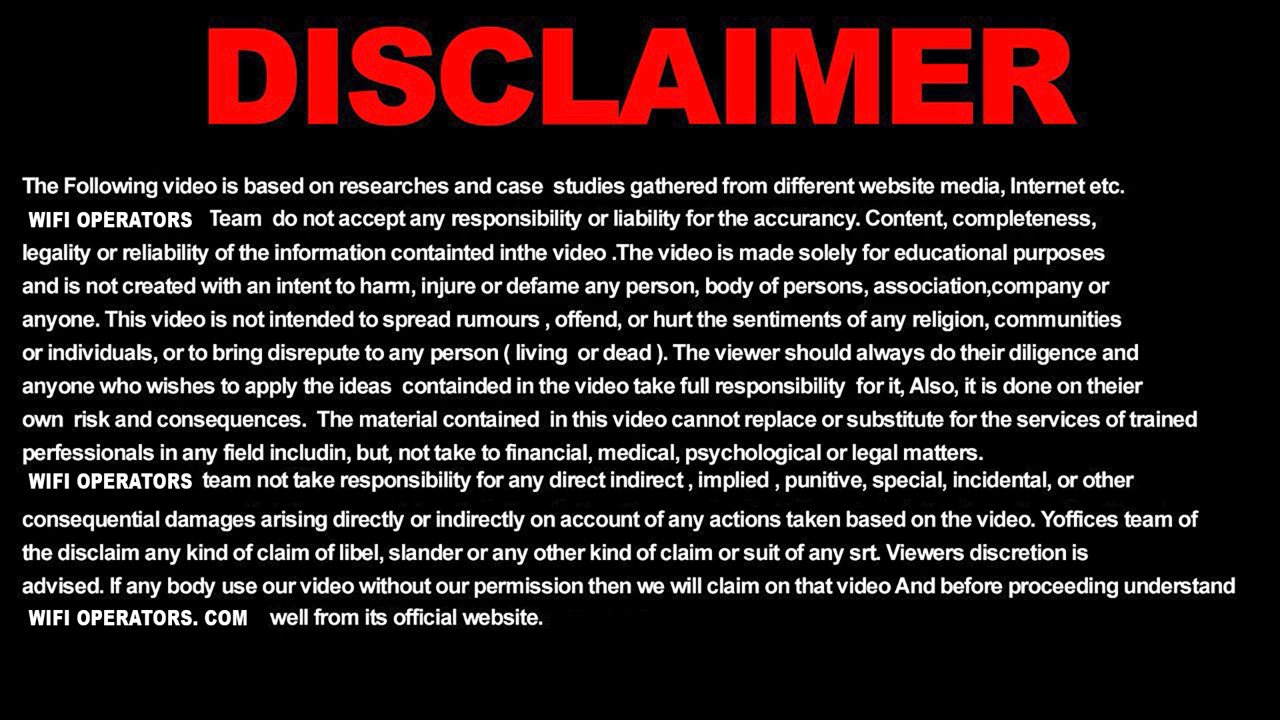 DISCLAIMER
The Following video is based on researches and case studies gathered from different website media, Internet etc.
WIFI OPERATORS Team do not accept any responsibility or liability for the accurancy. Content, completeness,
legality or reliability of the information containted inthe video .The video is made solely for educational purposes
and is not created with an intent to harm, injure or defame any person, body of persons, association,company or
anyone. This video is not intended to spread rumours , offend, or hurt the sentiments of any religion, communities
or individuals, or to bring disrepute to any person ( living or dead ). The viewer should always do their diligence and
anyone who wishes to apply the ideas containded in the video take full responsibility for it, Also, it is done on theier
own risk and consequences. The material contained in this video cannot replace or substitute for the services of trained
perfessionals in any field includin, but, not take to financial, medical, psychological or legal matters.
WIFI OPERATORS team not take responsibility for any direct indirect , implied , punitive, special, incidental, or other
consequential damages arising directly or indirectly on account of any actions taken based on the video. Yoffices team of
the disclaim any kind of claim of libel, slander or any other kind of claim or suit of any srt. Viewers discretion is
advised. If any body use our video without our permission then we will claim on that video And before proceeding understand
WIFI OPERATORS. COM well from its official website.